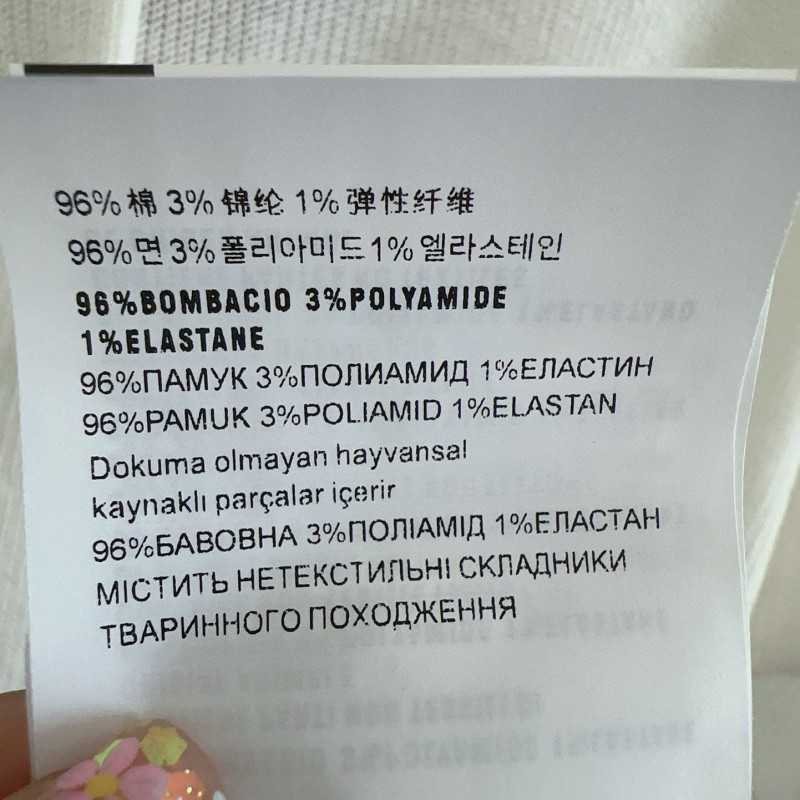 96%棉 3%锦纶 1%弹性纤维
96%면 3%폴리아미드 1%엘라스테인
96%BOMBACIO 3%POLYAMIDE
1%ELASTANE
96%ПАМУК 3%ПОЛИАМИД 1%ЕЛАСТИН
96%PAMUK 3%POLIAMID 1%ELASTAN
Dokuma olmayan hayvansal
kaynaklı parçalar içerir
96%БАВОВНА 3%ПОЛІАМІД 1%ЕЛАСТАН
МІСТИТЬ НЕТЕКСТИЛЬНІ СКЛАДНИКИ
ТВАРИННОГО ПОХОДЖЕННЯ